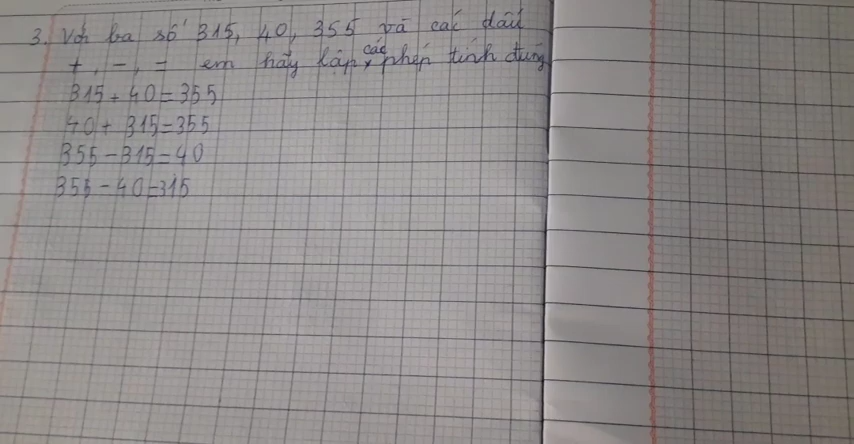 3. Với ba số 315, 40, 355 và các dấu
+, -, = em hãy lập các phép tính đúng
315 + 40 = 355
40 + 315 = 355
355 - 315 = 40
355 - 40 = 315